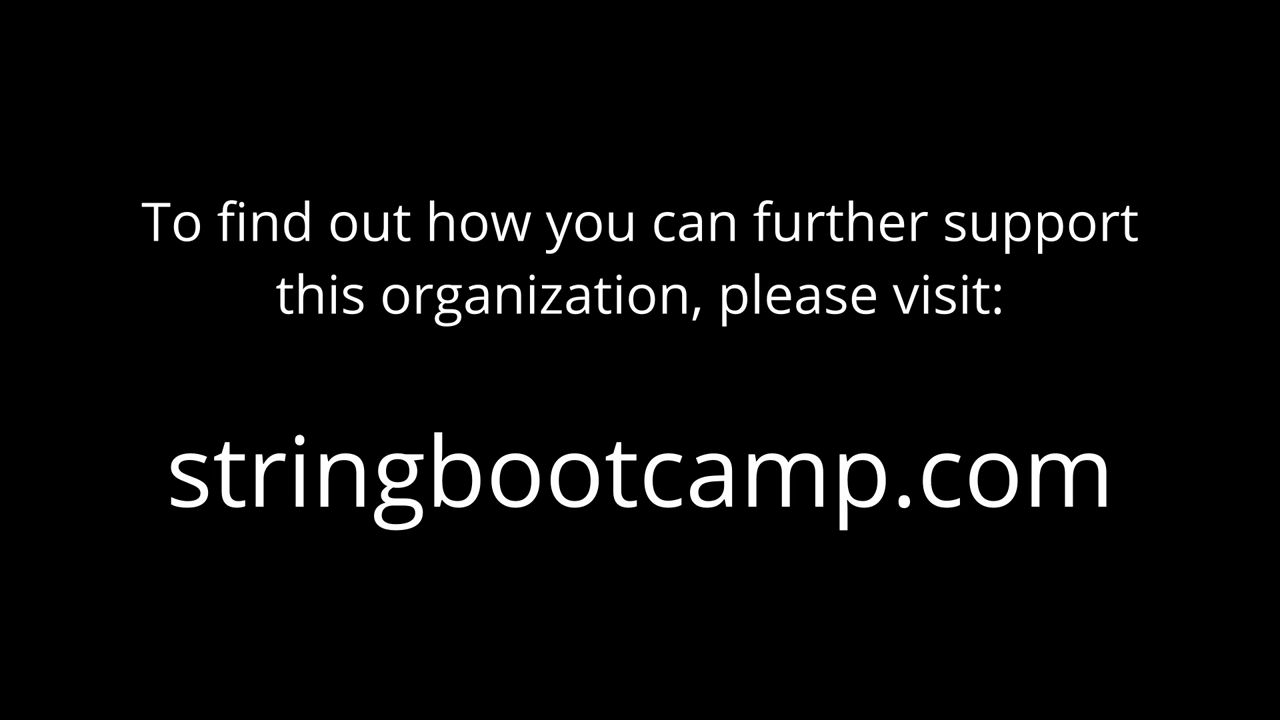 To find out how you can further support
this organization, please visit:
stringbootcamp.com